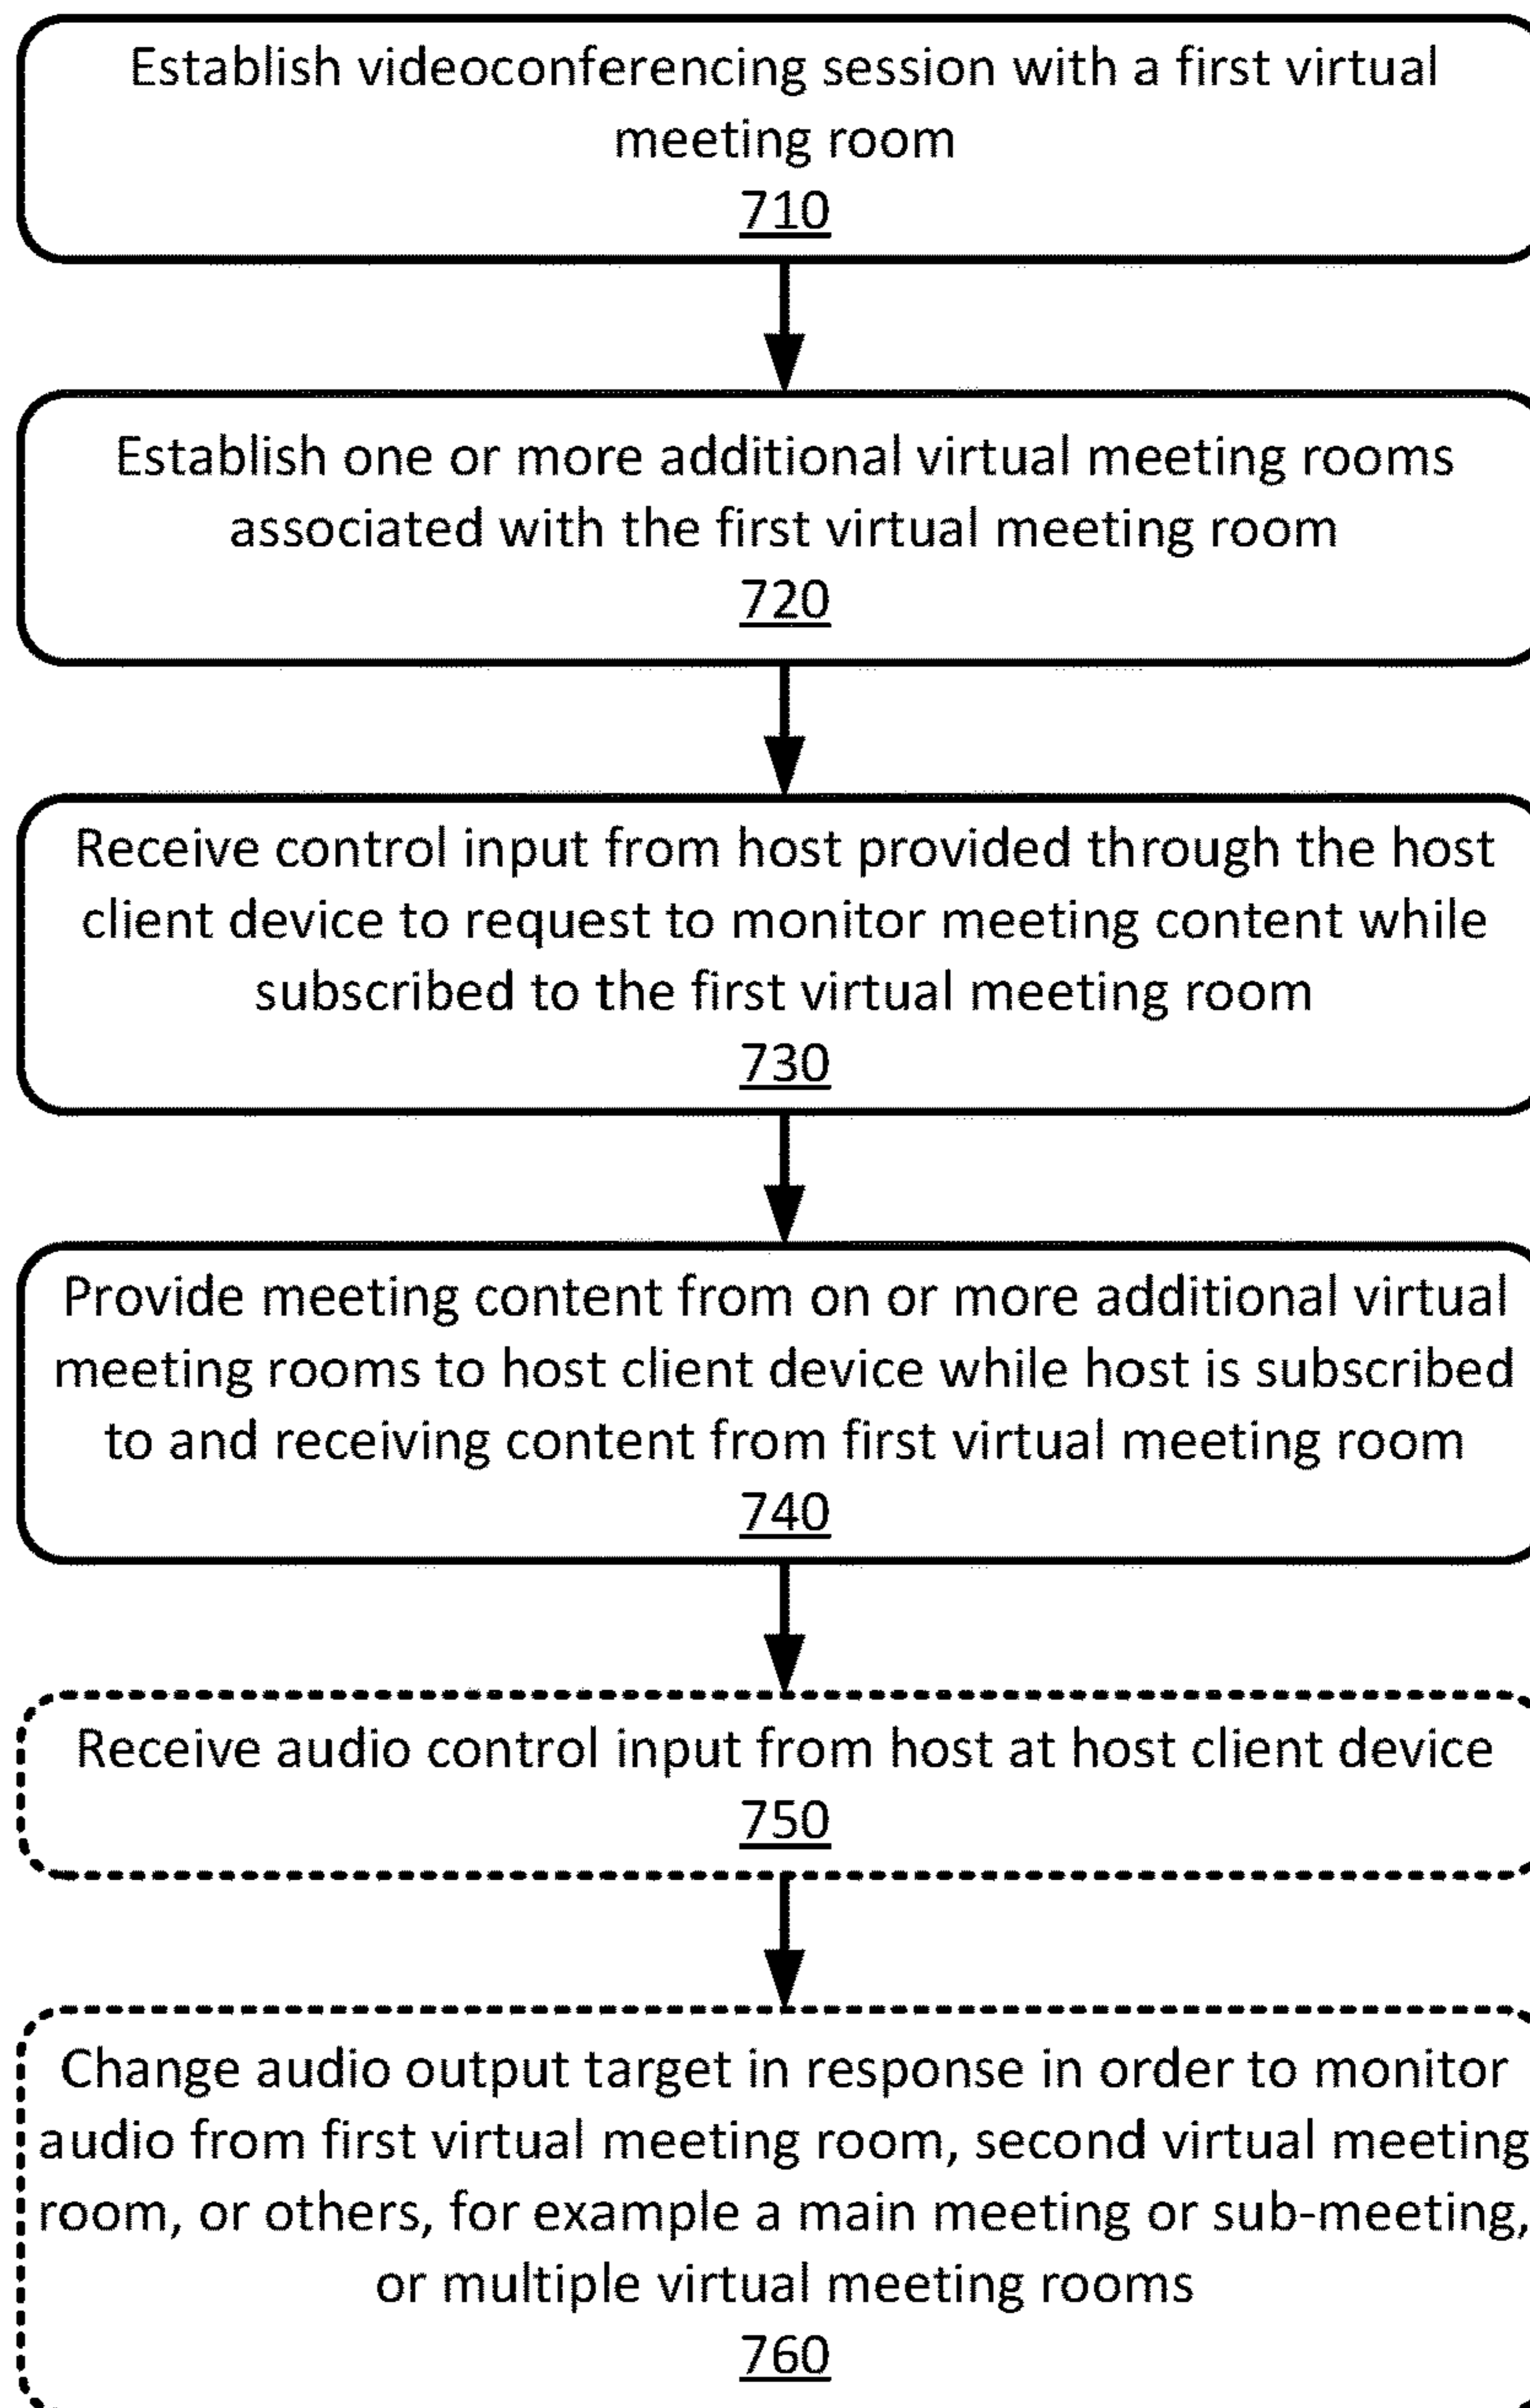 Establish videoconferencing session with a first virtual
meeting room
710
Establish one or more additional virtual meeting rooms
associated with the first virtual meeting room
720
Receive control input from host provided through the host
client device to request to monitor meeting content while
subscribed to the first virtual meeting room
730
Provide meeting content from on or more additional virtual
meeting rooms to host client device while host is subscribed
to and receiving content from first virtual meeting room
740
Receive audio control input from host at host client device
750
Change audio output target in response in order to monitor
audio from first virtual meeting room, second virtual meeting
room, or others, for example a main meeting or sub-meeting,
or multiple virtual meeting rooms
760